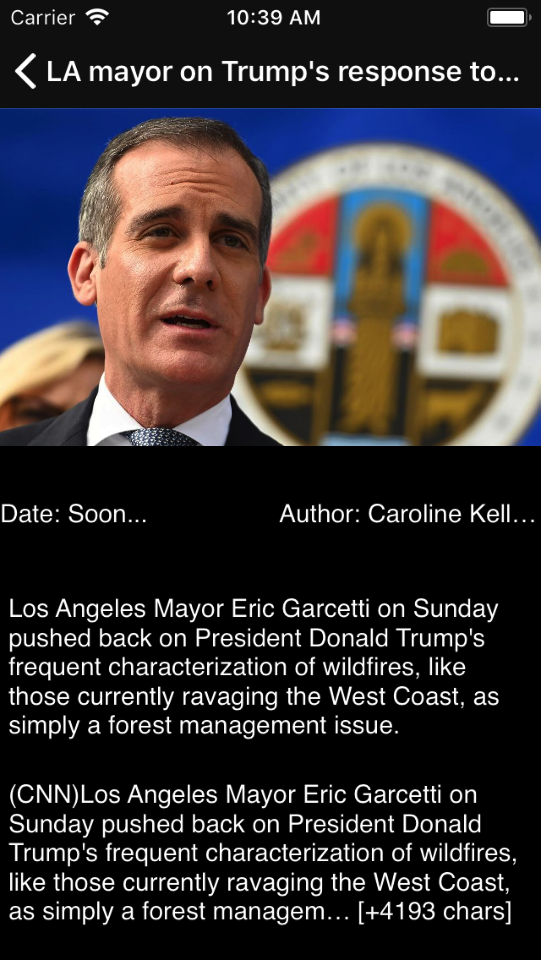 Carrier 10:39 AM
LA mayor on Trump's response to...
OF LOS ANGELES
Date: Soon...
Author: Caroline Kell...
Los Angeles Mayor Eric Garcetti on Sunday
pushed back on President Donald Trump's
frequent characterization of wildfires, like
those currently ravaging the West Coast, as
simply a forest management issue.
(CNN)Los Angeles Mayor Eric Garcetti on
Sunday pushed back on President Donald
Trump's frequent characterization of wildfires,
like those currently ravaging the West Coast,
as simply a forest managem… [+4193 chars]